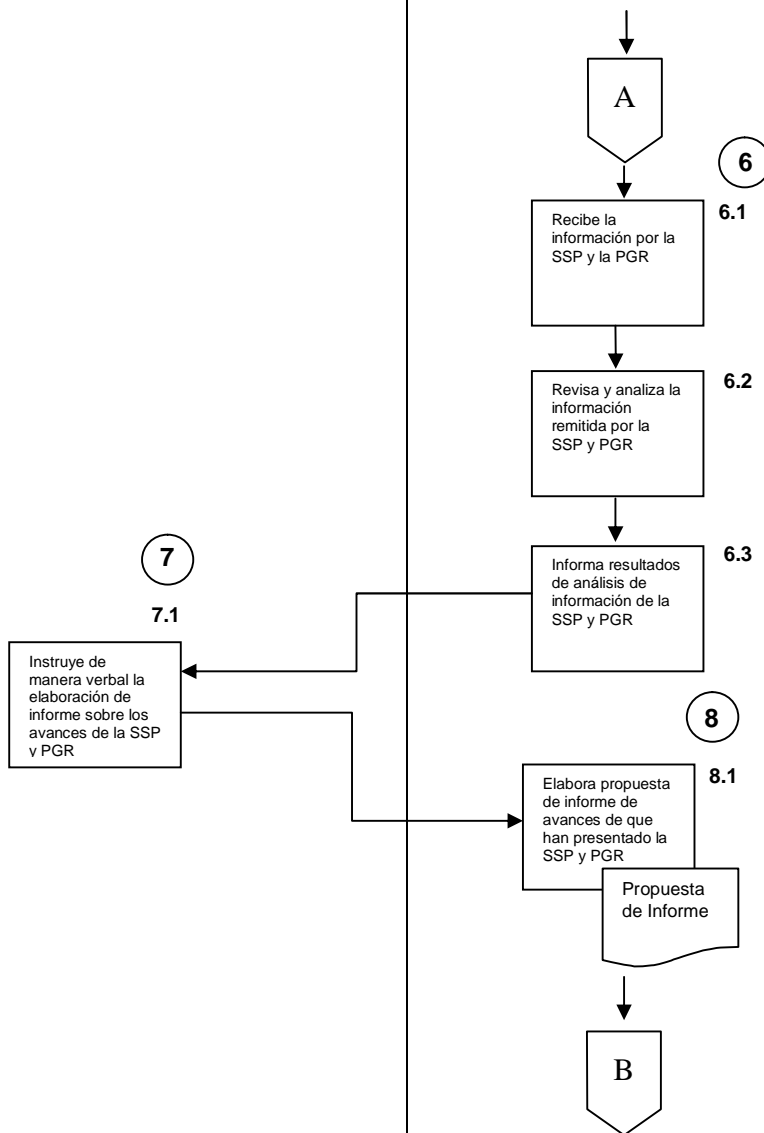 A
6
6.1
Recibe la
información por la
SSP y la PGR
6.2
Revisa y analiza la
información
remitida por la
SSP y PGR
6.3
Informa resultados
de análisis de
información de la
SSP y PGR
7
7.1
Instruye de
manera verbal la
elaboración de
informe sobre los
avances de la SSP
y PGR
8
8.1
Elabora propuesta
de informe de
avances de que
han presentado la
SSP y PGR
Propuesta
de Informe
B